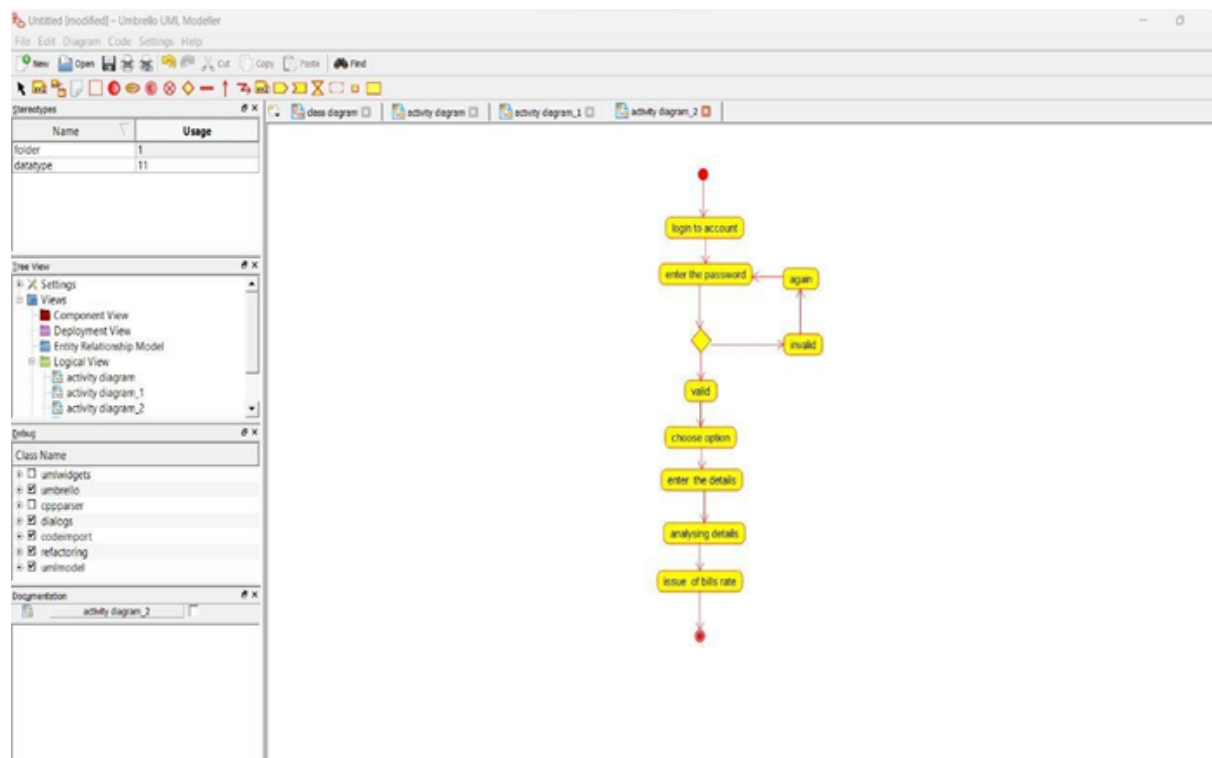 Untitled [modified] – Umbrello UML Modeller
File Edit Diagram Code Settings Help
New Open Cut Copy Paste Find
Stereotypes
Name Usage
folder 1
datatype 11
Tree View
Settings
Views
Component View
Deployment View
Entity Relationship Model
Logical View
activity diagram
activity diagram_1
activity diagram_2
Debug
Class Name
umlwidgets
umbrello
cppparser
dialogs
codeimport
refactoring
umlmodel
Documentation
activity diagram_2
class diagram activity diagram activity diagram_1 activity diagram_2
login to account
enter the password
again
invalid
valid
choose option
enter the details
analysing details
issue of bills rate